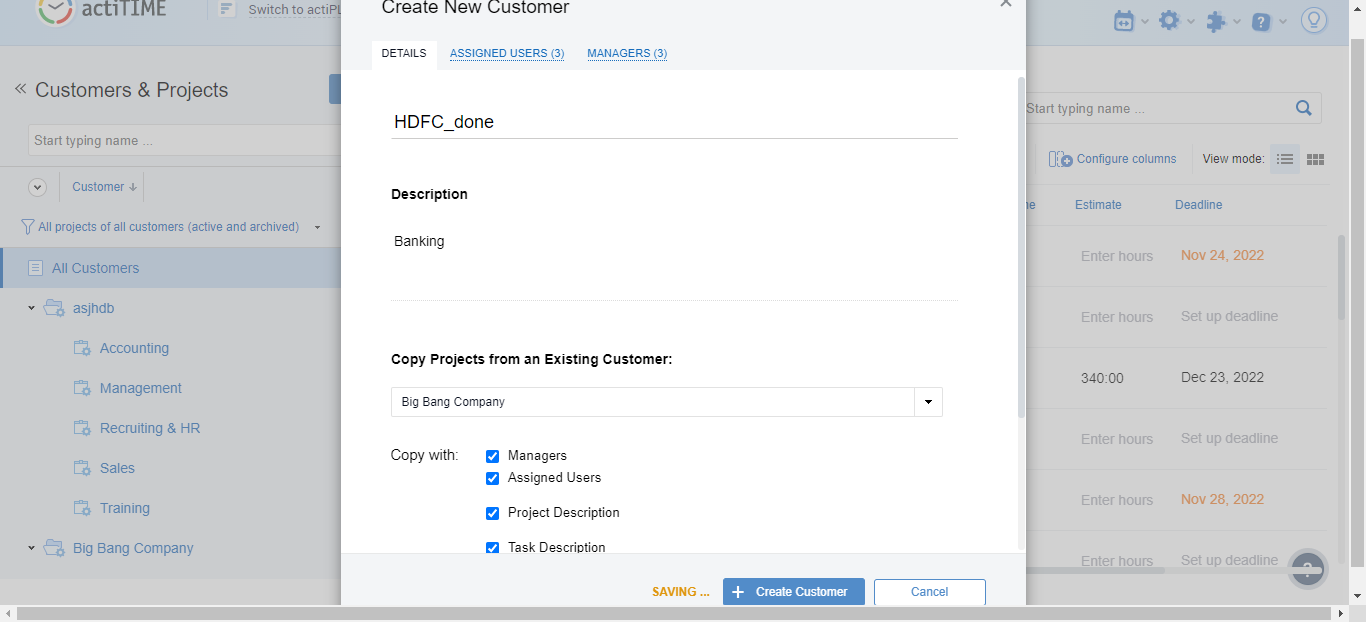 actiTIME
Switch to actiPL
Create New Customer
DETAILS
ASSIGNED USERS (3)
MANAGERS (3)
Customers & Projects
Start typing name ...
Customer
All projects of all customers (active and archived)
All Customers
asjhdb
Accounting
Management
Recruiting & HR
Sales
Training
Big Bang Company
HDFC_done
Description
Banking
Copy Projects from an Existing Customer:
Big Bang Company
Copy with:
Managers
Assigned Users
Project Description
Task Description
SAVING ...
Create Customer
Cancel
Start typing name ...
Configure columns
View mode:
Estimate
Deadline
Enter hours
Nov 24, 2022
Enter hours
Set up deadline
340:00
Dec 23, 2022
Enter hours
Set up deadline
Enter hours
Nov 28, 2022
Enter hours
Set up deadline